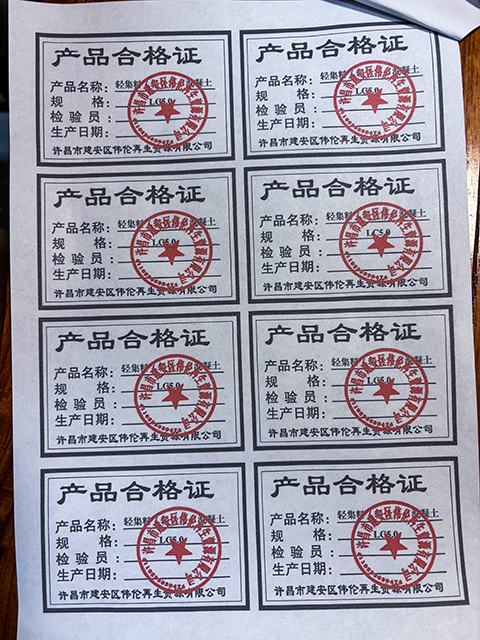 产品合格证
产品名称：轻集料混凝土
规 格：LC5.0
检 验 员：
生产日期：
许昌市建安区伟伦再生资源有限公司
产品合格证
产品名称：轻集料混凝土
规 格：LC5.0
检 验 员：
生产日期：
许昌市建安区伟伦再生资源有限公司
产品合格证
产品名称：轻集料混凝土
规 格：LC5.0
检 验 员：
生产日期：
许昌市建安区伟伦再生资源有限公司
产品合格证
产品名称：轻集料混凝土
规 格：LC5.0
检 验 员：
生产日期：
许昌市建安区伟伦再生资源有限公司
产品合格证
产品名称：轻集料混凝土
规 格：LC5.0
检 验 员：
生产日期：
许昌市建安区伟伦再生资源有限公司
产品合格证
产品名称：轻集料混凝土
规 格：LC5.0
检 验 员：
生产日期：
许昌市建安区伟伦再生资源有限公司
产品合格证
产品名称：轻集料混凝土
规 格：LC5.0
检 验 员：
生产日期：
许昌市建安区伟伦再生资源有限公司
产品合格证
产品名称：轻集料混凝土
规 格：LC5.0
检 验 员：
生产日期：
许昌市建安区伟伦再生资源有限公司